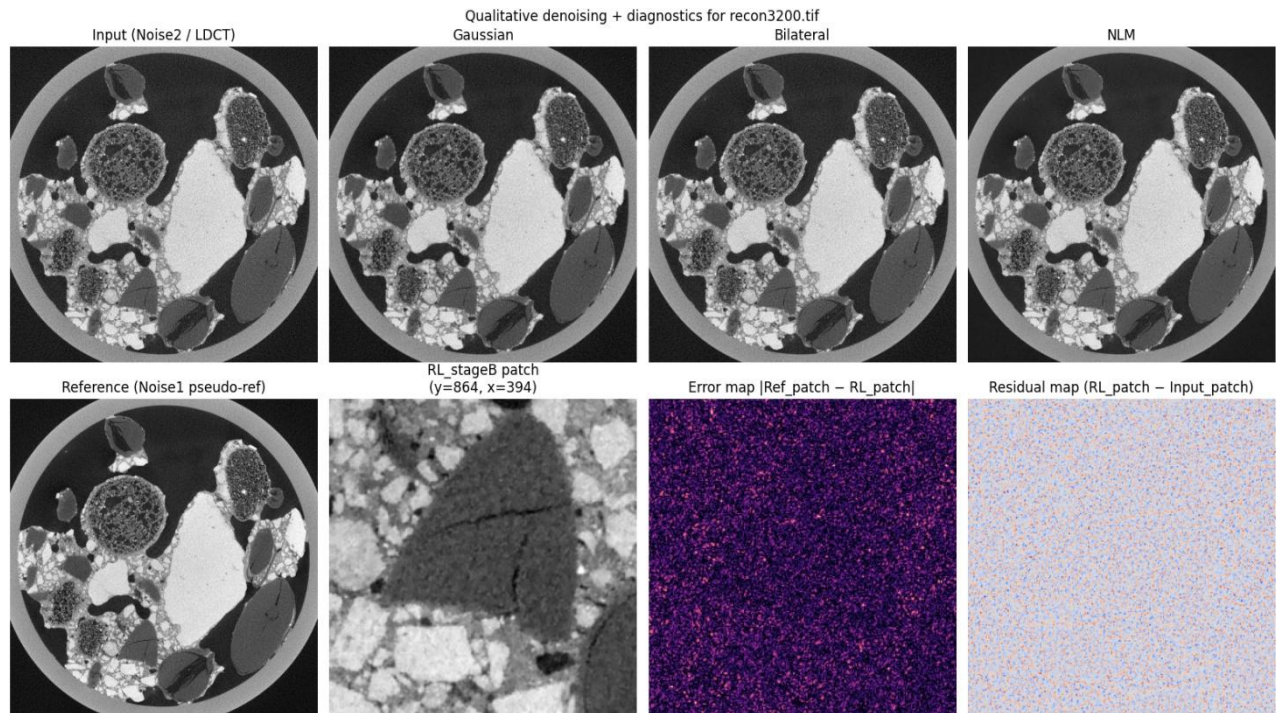 Qualitative denoising + diagnostics for recon3200.tif
Input (Noise2 / LDCT)
Gaussian
Bilateral
NLM
Reference (Noise1 pseudo-ref)
RL_stageB patch
(y=864, x=394)
Error map |Ref_patch − RL_patch|
Residual map (RL_patch − Input_patch)